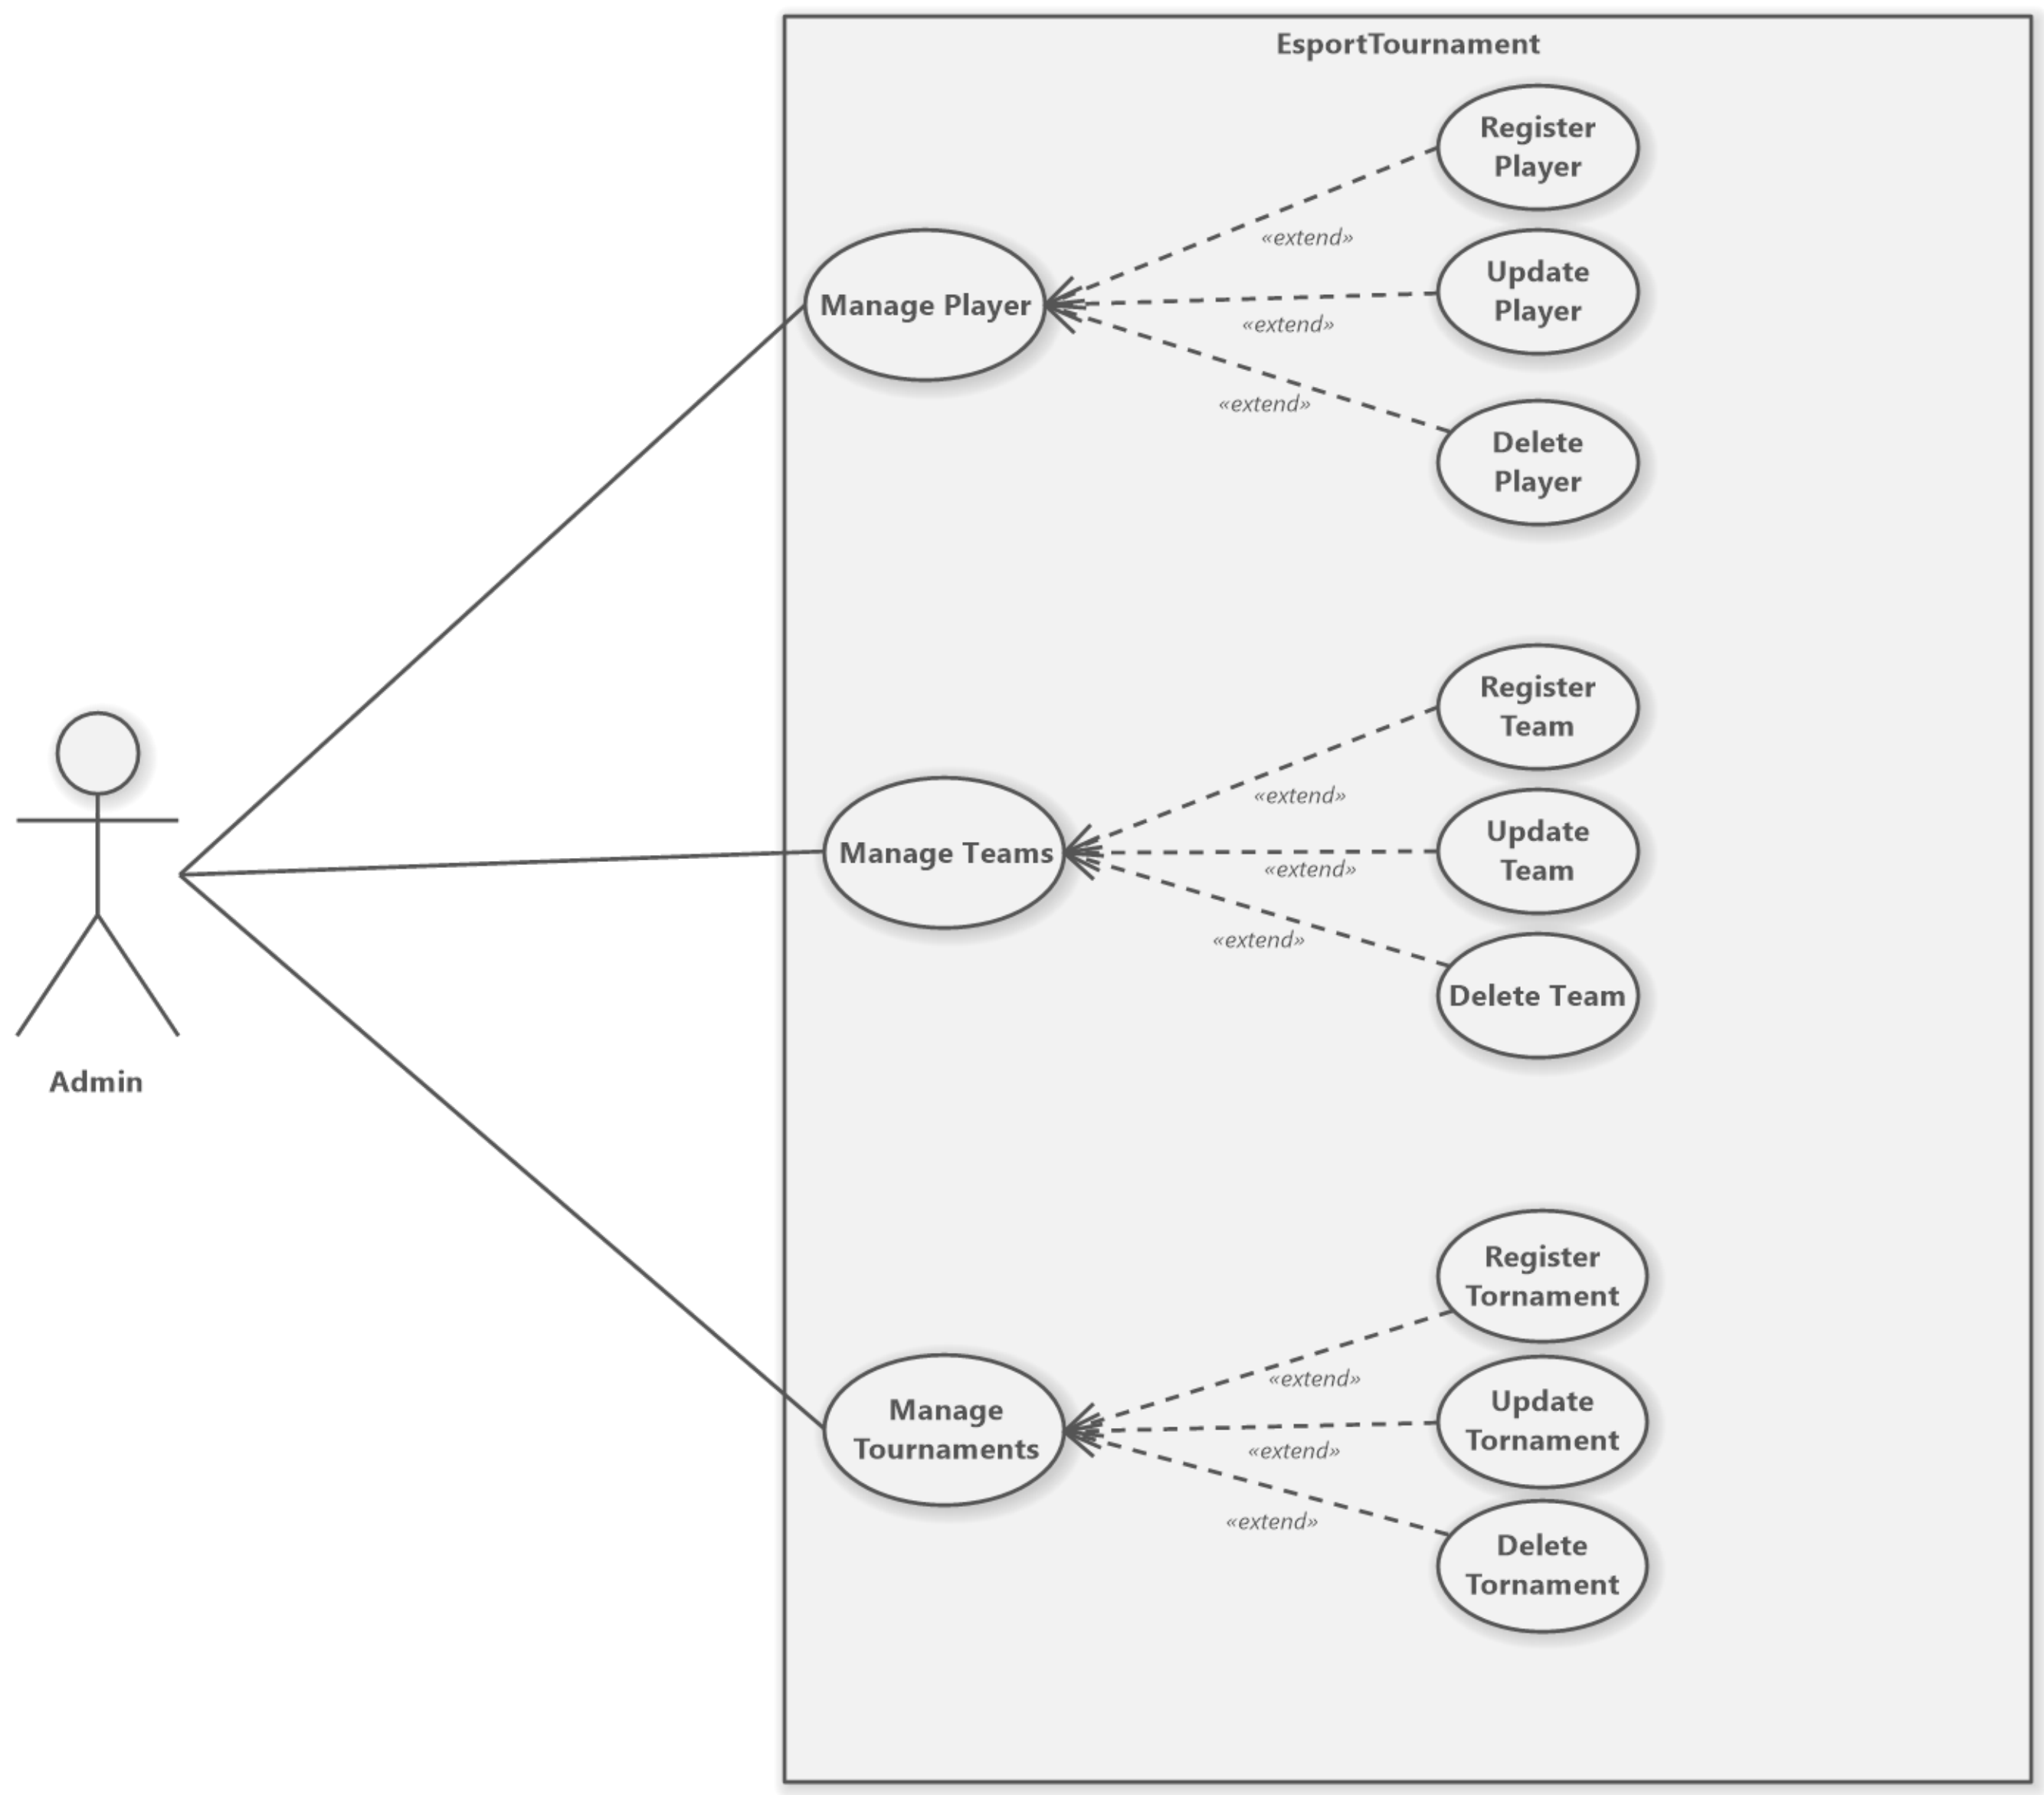 EsportTournament
Register
Player
«extend»
Update
Player
Manage Player
«extend»
«extend»
Delete
Player
Register
Team
«extend»
Update
Team
Manage Teams
«extend»
«extend»
Delete Team
Admin
Register
Tornament
«extend»
Update
Tornament
Manage
Tournaments
«extend»
«extend»
Delete
Tornament